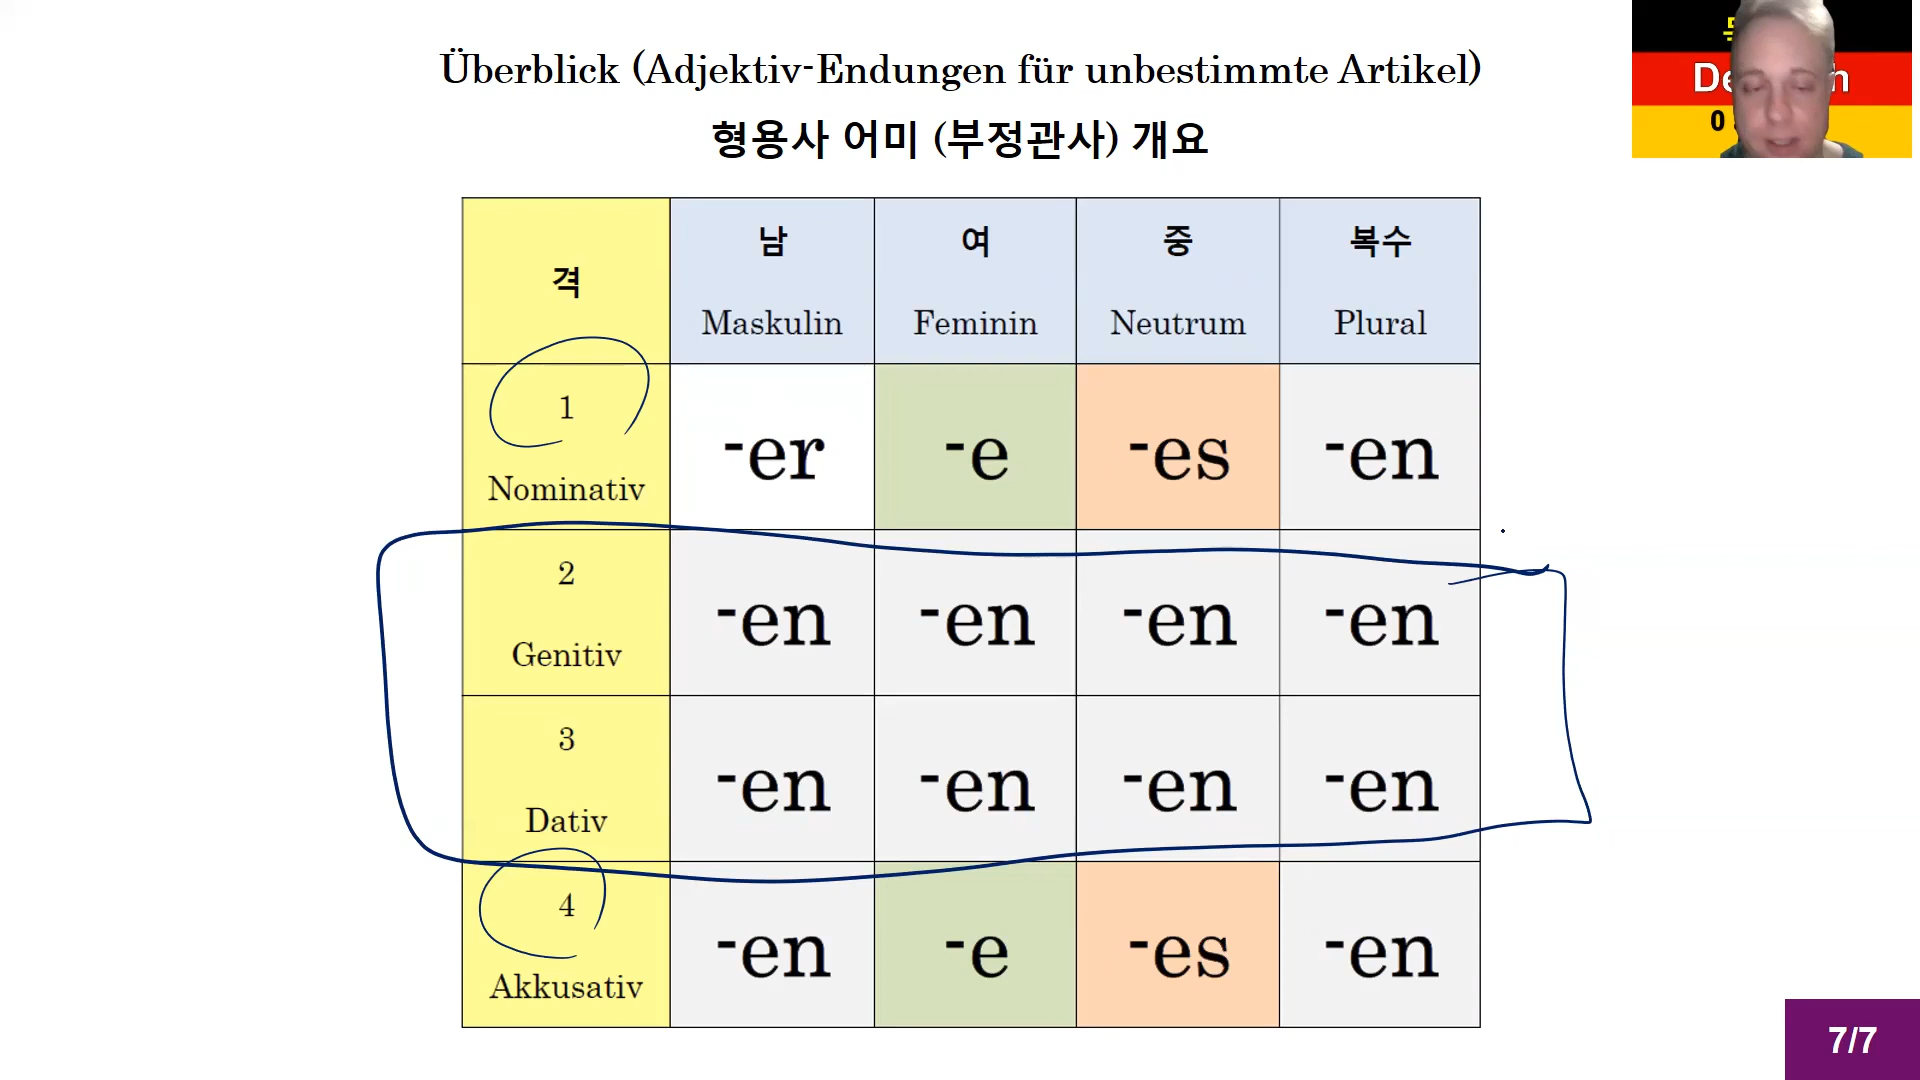 Überblick (Adjektiv-Endungen für unbestimmte Artikel)
형용사 어미 (부정관사) 개요
격 남 여 중 복수
Maskulin Feminin Neutrum Plural
1
Nominativ -er -e -es -en
2
Genitiv -en -en -en -en
3
Dativ -en -en -en -en
4
Akkusativ -en -e -es -en
7/7